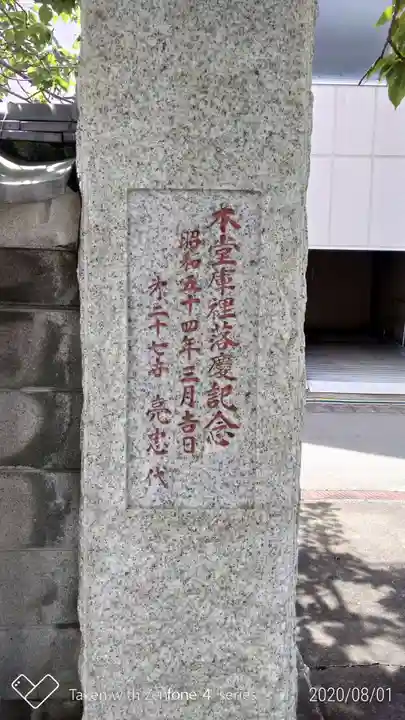 本堂庫裡落慶記念
昭和五十四年三月吉日
第二十七世 亮忠代
Taken with zenfone 4 series
2020/08/01